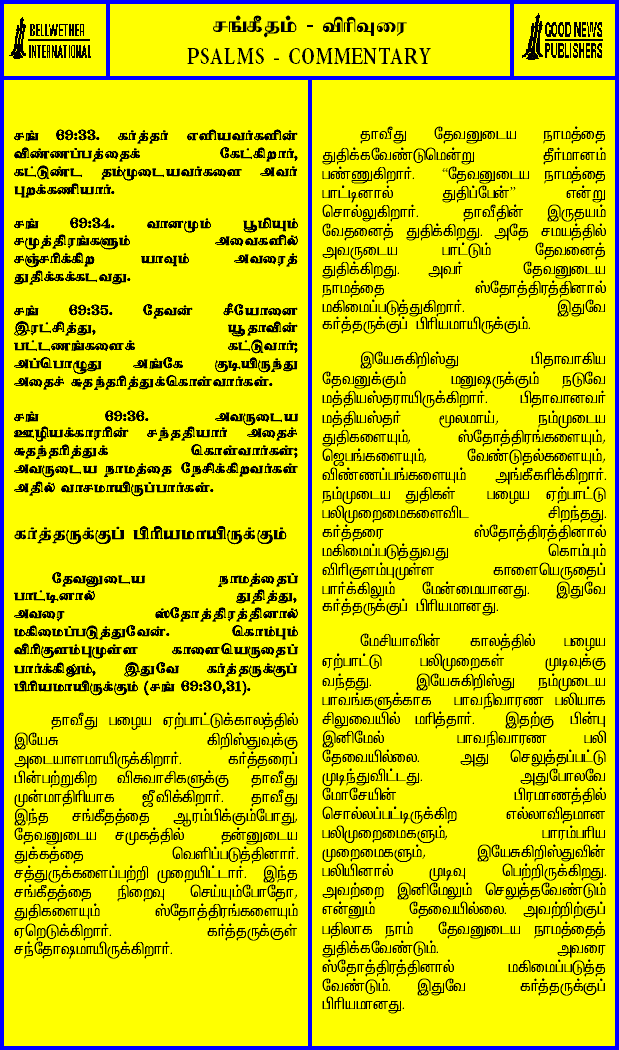 BELLWETHER
INTERNATIONAL
சங்கீதம் - விரிவுரை
PSALMS - COMMENTARY
GOOD NEWS
PUBLISHERS
சங் 69:33. கர்த்தர் எளியவர்களின்
விண்ணப்பத்தைக் கேட்கிறார்,
கட்டுண்ட தம்முடையவர்களை அவர்
புறக்கணியார்.
சங் 69:34. வானமும் பூமியும்
சமுத்திரங்களும் அவைகளில்
சஞ்சரிக்கிற யாவும் அவரைத்
துதிக்கக்கடவது.
சங் 69:35. தேவன் சீயோனை
இரட்சித்து, யூதாவின்
பட்டணங்களைக் கட்டுவார்;
அப்பொழுது அங்கே குடியிருந்து
அதைச் சுதந்தரித்துக்கொள்வார்கள்.
சங் 69:36. அவருடைய
ஊழியக்காரரின் சந்ததியார் அதைச்
சுதந்தரித்துக் கொள்வார்கள்;
அவருடைய நாமத்தை நேசிக்கிறவர்கள்
அதில் வாசமாயிருப்பார்கள்.
கர்த்தருக்குப் பிரியமாயிருக்கும்
தேவனுடைய நாமத்தைப்
பாட்டினால் துதித்து,
அவரை ஸ்தோத்திரத்தினால்
மகிமைப்படுத்துவேன். கொம்பும்
விரிகுளம்புமுள்ள காளையெருதைப்
பார்க்கிலும், இதுவே கர்த்தருக்குப்
பிரியமாயிருக்கும் (சங் 69:30,31).
தாவீது பழைய ஏற்பாட்டுக்காலத்தில்
இயேசு கிறிஸ்துவுக்கு
அடையாளமாயிருக்கிறார். கர்த்தரைப்
பின்பற்றுகிற விசுவாசிகளுக்கு தாவீது
முன்மாதிரியாக ஜீவிக்கிறார். தாவீது
இந்த சங்கீதத்தை ஆரம்பிக்கும்போது,
தேவனுடைய சமுகத்தில் தன்னுடைய
துக்கத்தை வெளிப்படுத்தினார்.
சத்துருக்களைப்பற்றி முறையிட்டார். இந்த
சங்கீதத்தை நிறைவு செய்யும்போதோ,
துதிகளையும் ஸ்தோத்திரங்களையும்
ஏறெடுக்கிறார். கர்த்தருக்குள்
சந்தோஷமாயிருக்கிறார்.
தாவீது தேவனுடைய நாமத்தை
துதிக்கவேண்டுமென்று தீர்மானம்
பண்ணுகிறார். “தேவனுடைய நாமத்தை
பாட்டினால் துதிப்பேன்” என்று
சொல்லுகிறார். தாவீதின் இருதயம்
வேதனைத் துதிக்கிறது. அதே சமயத்தில்
அவருடைய பாட்டும் தேவனைத்
துதிக்கிறது. அவர் தேவனுடைய
நாமத்தை ஸ்தோத்திரத்தினால்
மகிமைப்படுத்துகிறார். இதுவே
கர்த்தருக்குப் பிரியமாயிருக்கும்.
இயேசுகிறிஸ்து பிதாவாகிய
தேவனுக்கும் மனுஷருக்கும் நடுவே
மத்தியஸ்தராயிருக்கிறார். பிதாவானவர்
மத்தியஸ்தர் மூலமாய், நம்முடைய
துதிகளையும், ஸ்தோத்திரங்களையும்,
ஜெபங்களையும், வேண்டுதல்களையும்,
விண்ணப்பங்களையும் அங்கீகரிக்கிறார்.
நம்முடைய துதிகள் பழைய ஏற்பாட்டு
பலிமுறைமைகளைவிட சிறந்தது.
கர்த்தரை ஸ்தோத்திரத்தினால்
மகிமைப்படுத்துவது கொம்பும்
விரிகுளம்புமுள்ள காளையெருதைப்
பார்க்கிலும் மேன்மையானது. இதுவே
கர்த்தருக்குப் பிரியமானது.
மேசியாவின் காலத்தில் பழைய
ஏற்பாட்டு பலிமுறைகள் முடிவுக்கு
வந்தது. இயேசுகிறிஸ்து நம்முடைய
பாவங்களுக்காக பாவநிவாரண பலியாக
சிலுவையில் மரித்தார். இதற்கு பின்பு
இனிமேல் பாவநிவாரண பலி
தேவையில்லை. அது செலுத்தப்பட்டு
முடிந்துவிட்டது. அதுபோலவே
மோசேயின் பிரமாணத்தில்
சொல்லப்பட்டிருக்கிற எல்லாவிதமான
பலிமுறைமைகளும், பாரம்பரிய
முறைமைகளும், இயேசுகிறிஸ்துவின்
பலியினால் முடிவு பெற்றிருக்கிறது.
அவற்றை இனிமேலும் செலுத்தவேண்டும்
என்னும் தேவையில்லை. அவற்றிற்குப்
பதிலாக நாம் தேவனுடைய நாமத்தைத்
துதிக்கவேண்டும். அவரை
ஸ்தோத்திரத்தினால் மகிமைப்படுத்த
வேண்டும். இதுவே கர்த்தருக்குப்
பிரியமானது.